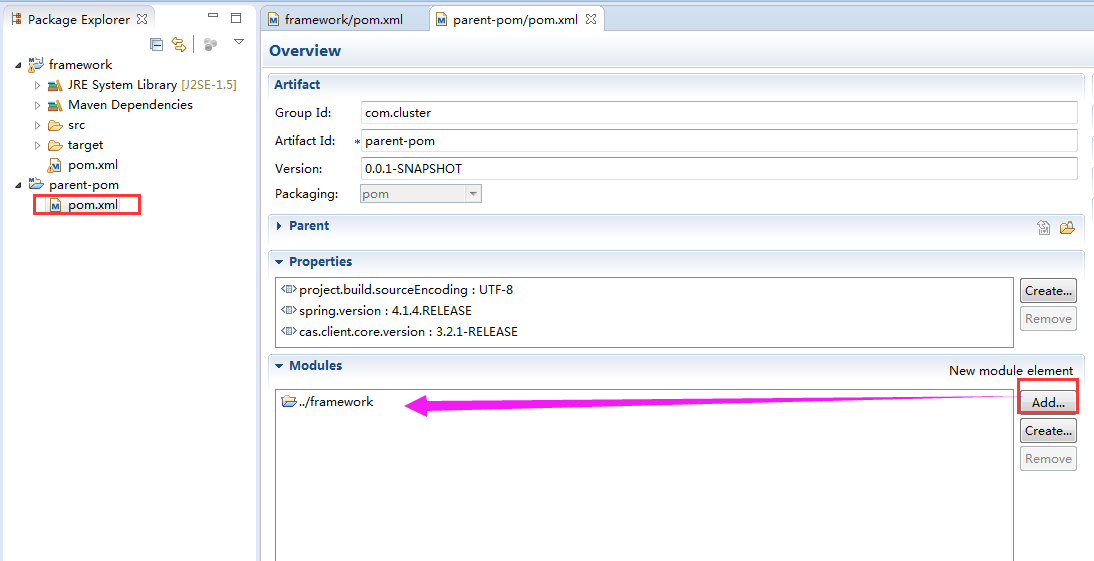 Package Explorer
framework
JRE System Library [J2SE-1.5]
Maven Dependencies
src
target
pom.xml
parent-pom
pom.xml
framework/pom.xml
parent-pom/pom.xml
Overview
Artifact
Group Id: com.cluster
Artifact Id: * parent-pom
Version: 0.0.1-SNAPSHOT
Packaging: pom
Parent
Properties
project.build.sourceEncoding : UTF-8
spring.version : 4.1.4.RELEASE
cas.client.core.version : 3.2.1-RELEASE
Create...
Remove
Modules
New module element
../framework
Add...
Create...
Remove